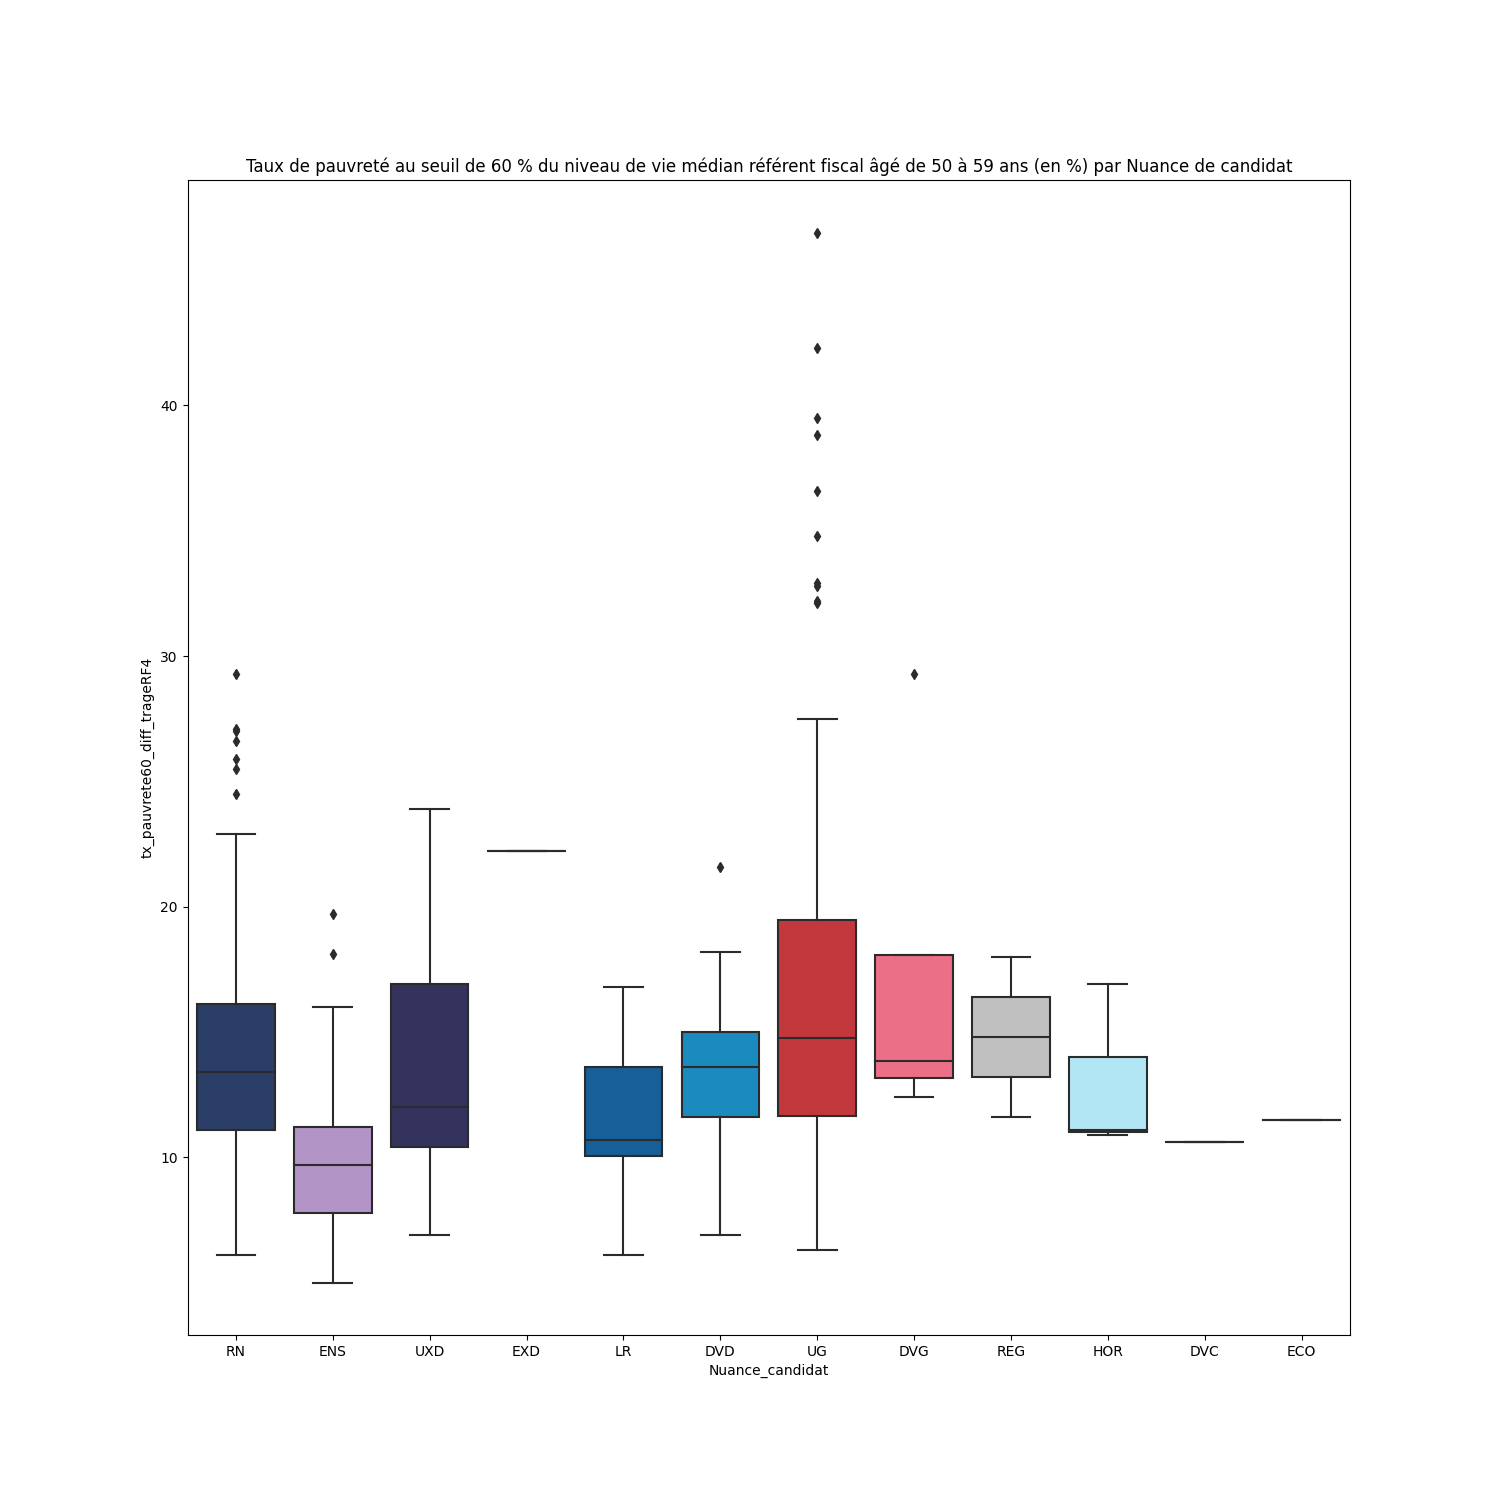 Taux de pauvreté au seuil de 60 % du niveau de vie médian référent fiscal âgé de 50 à 59 ans (en %) par Nuance de candidat
tx_pauvrete60_diff_trageRF4
40
30
20
10
RN ENS UXD EXD LR DVD UG DVG REG HOR DVC ECO
Nuance_candidat